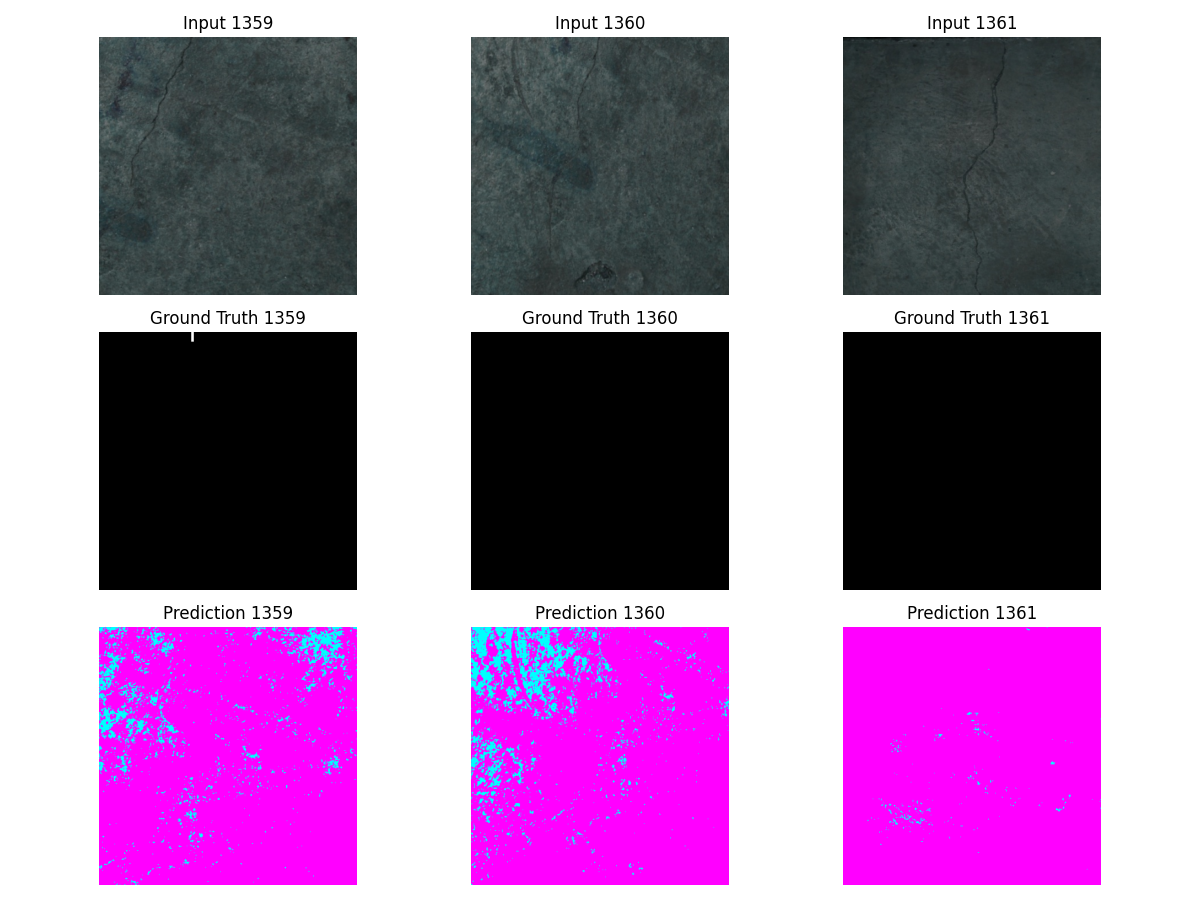 Input 1359
Input 1360
Input 1361
Ground Truth 1359
Ground Truth 1360
Ground Truth 1361
Prediction 1359
Prediction 1360
Prediction 1361